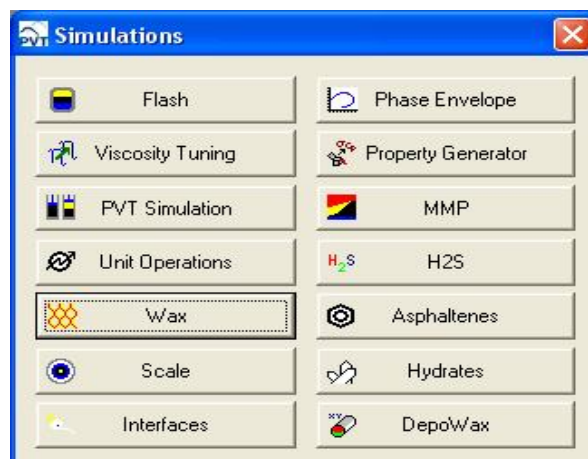 PVT Simulations
Flash
Phase Envelope
Viscosity Tuning
Property Generator
PVT Simulation
MMP
Unit Operations
H2S H2S
Wax
Asphaltenes
Scale
Hydrates
Interfaces
DepoWax